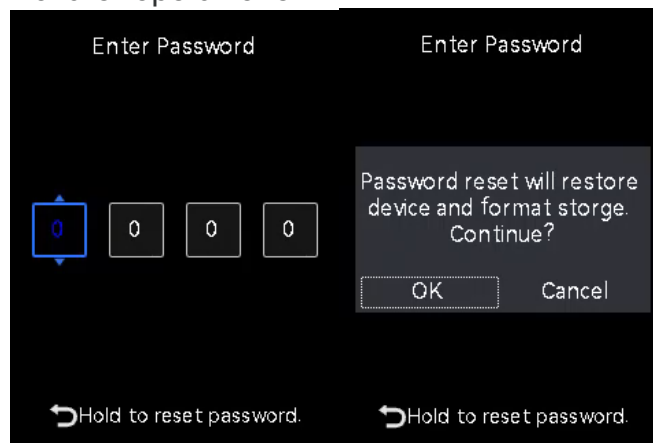 Enter Password
0 0 0 0
Hold to reset password.
Enter Password
Password reset will restore
device and format storge.
Continue?
OK Cancel
Hold to reset password.